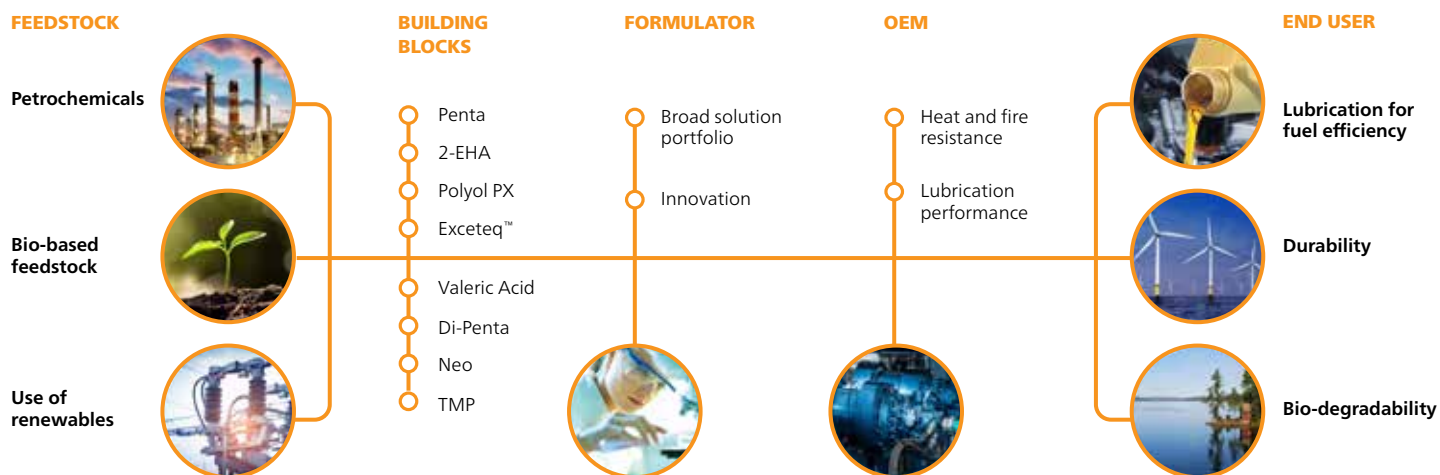 FEEDSTOCK
Petrochemicals
Bio-based
feedstock
Use of
renewables
BUILDING
BLOCKS
Penta
2-EHA
Polyol PX
Exceteq™
Valeric Acid
Di-Penta
Neo
TMP
FORMULATOR
Broad solution
portfolio
Innovation
OEM
Heat and fire
resistance
Lubrication
performance
END USER
Lubrication for
fuel efficiency
Durability
Bio-degradability